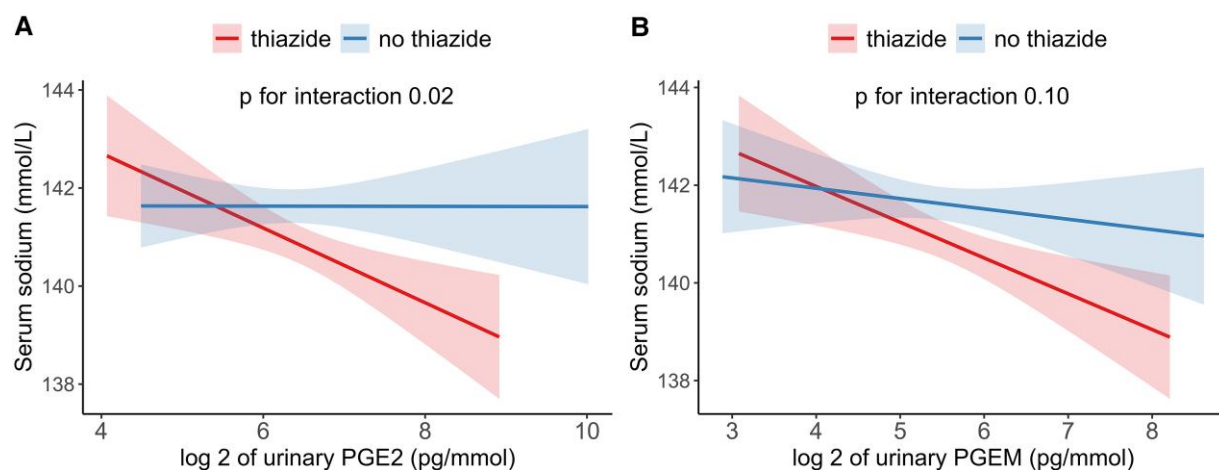 A
thiazide no thiazide
p for interaction 0.02
144
142
140
138
Serum sodium (mmol/L)
4 6 8 10
log 2 of urinary PGE2 (pg/mmol)
B
thiazide no thiazide
p for interaction 0.10
144
142
140
138
Serum sodium (mmol/L)
3 4 5 6 7 8
log 2 of urinary PGEM (pg/mmol)